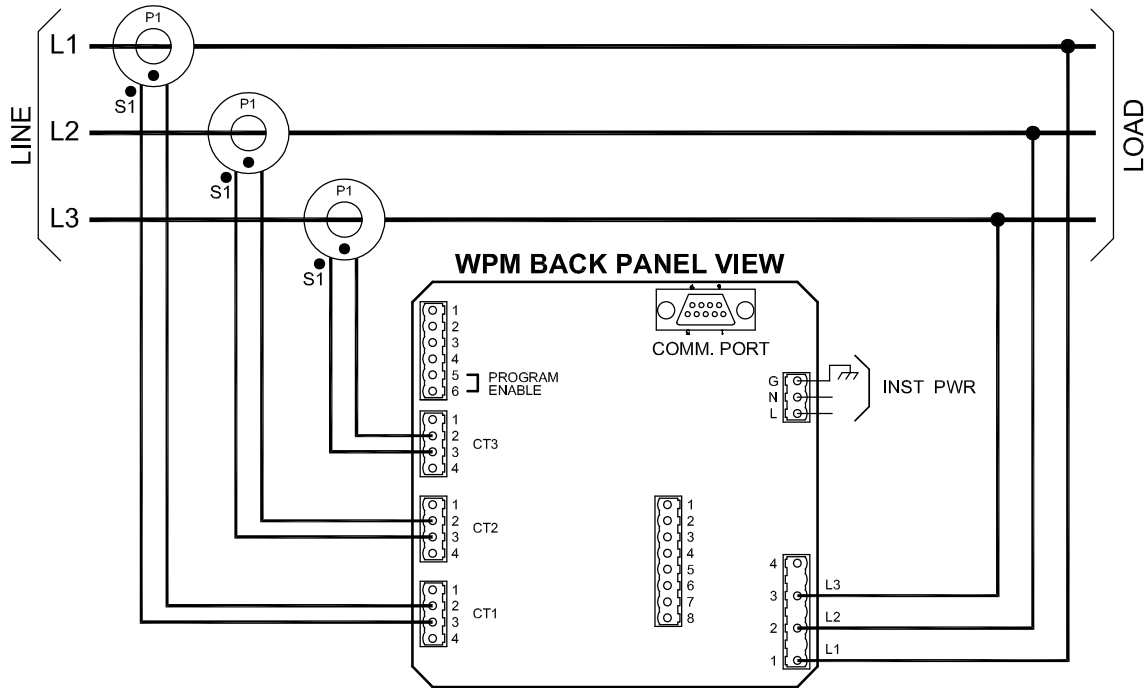 P1
L1
S1
P1
L2
S1
P1
L3
S1
LINE
LOAD
WPM BACK PANEL VIEW
COMM. PORT
1
2
3
4
5
6
PROGRAM
ENABLE
G
N
L
INST PWR
1
2
3
4
CT3
1
2
3
4
CT2
1
2
3
4
CT1
1
2
3
4
5
6
7
8
4
3
2
1
L3
L2
L1